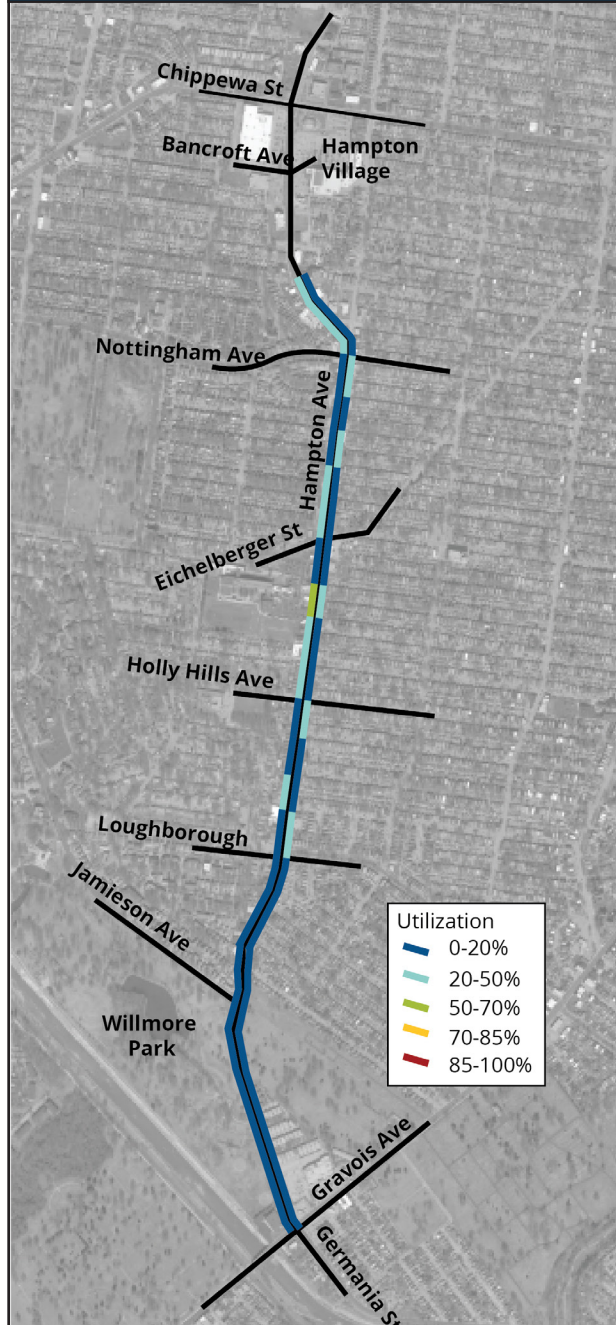 Chippewa St
Bancroft Ave
Hampton
Village
Nottingham Ave
Hampton Ave
Eichelberger St
Holly Hills Ave
Loughborough
Jamieson Ave
Utilization
0-20%
20-50%
50-70%
70-85%
85-100%
Willmore
Park
Gravois Ave
Germania St